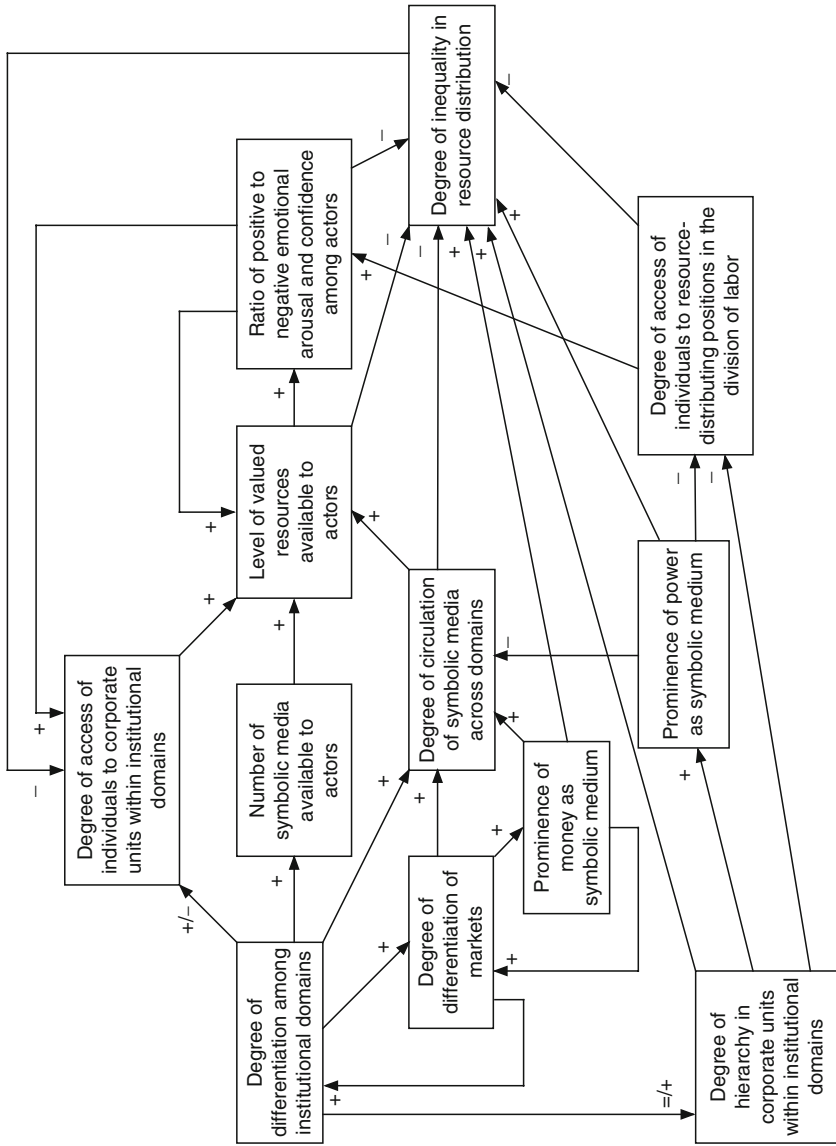 Degree of access of
individuals to corporate
units within institutional
domains
Ratio of positive to
negative emotional
arousal and confidence
among actors
Degree of
differentiation among
institutional domains
Number of
symbolic media
available to
actors
Level of valued
resources
available to
actors
Degree of inequality in
resource distribution
Degree of
differentiation of
markets
Degree of circulation
of symbolic media
across domains
Prominence of
money as
symbolic medium
Prominence of power
as symbolic medium
Degree of access of
individuals to resource-
distributing positions in the
division of labor
Degree of
hierarchy in
corporate units
within institutional
domains
+/–
–
+
+
+
+
+
+
+
+
+
+
+
+
+
+
=/+
+
–
–
–
–
–
–
+
+
+
+
–